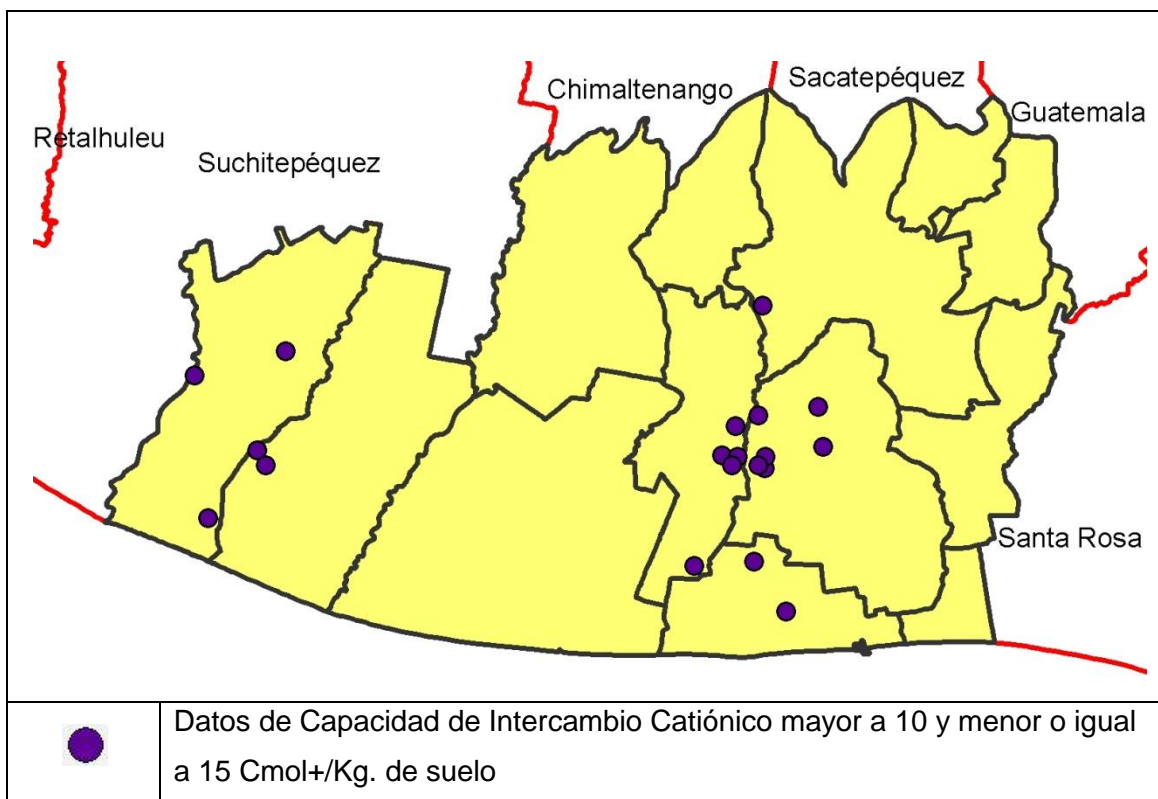 Chimaltenango
Sacatepéquez
Guatemala
Retalhuleu
Suchitepéquez
Santa Rosa
Datos de Capacidad de Intercambio Catiónico mayor a 10 y menor o igual
a 15 Cmol+/Kg. de suelo